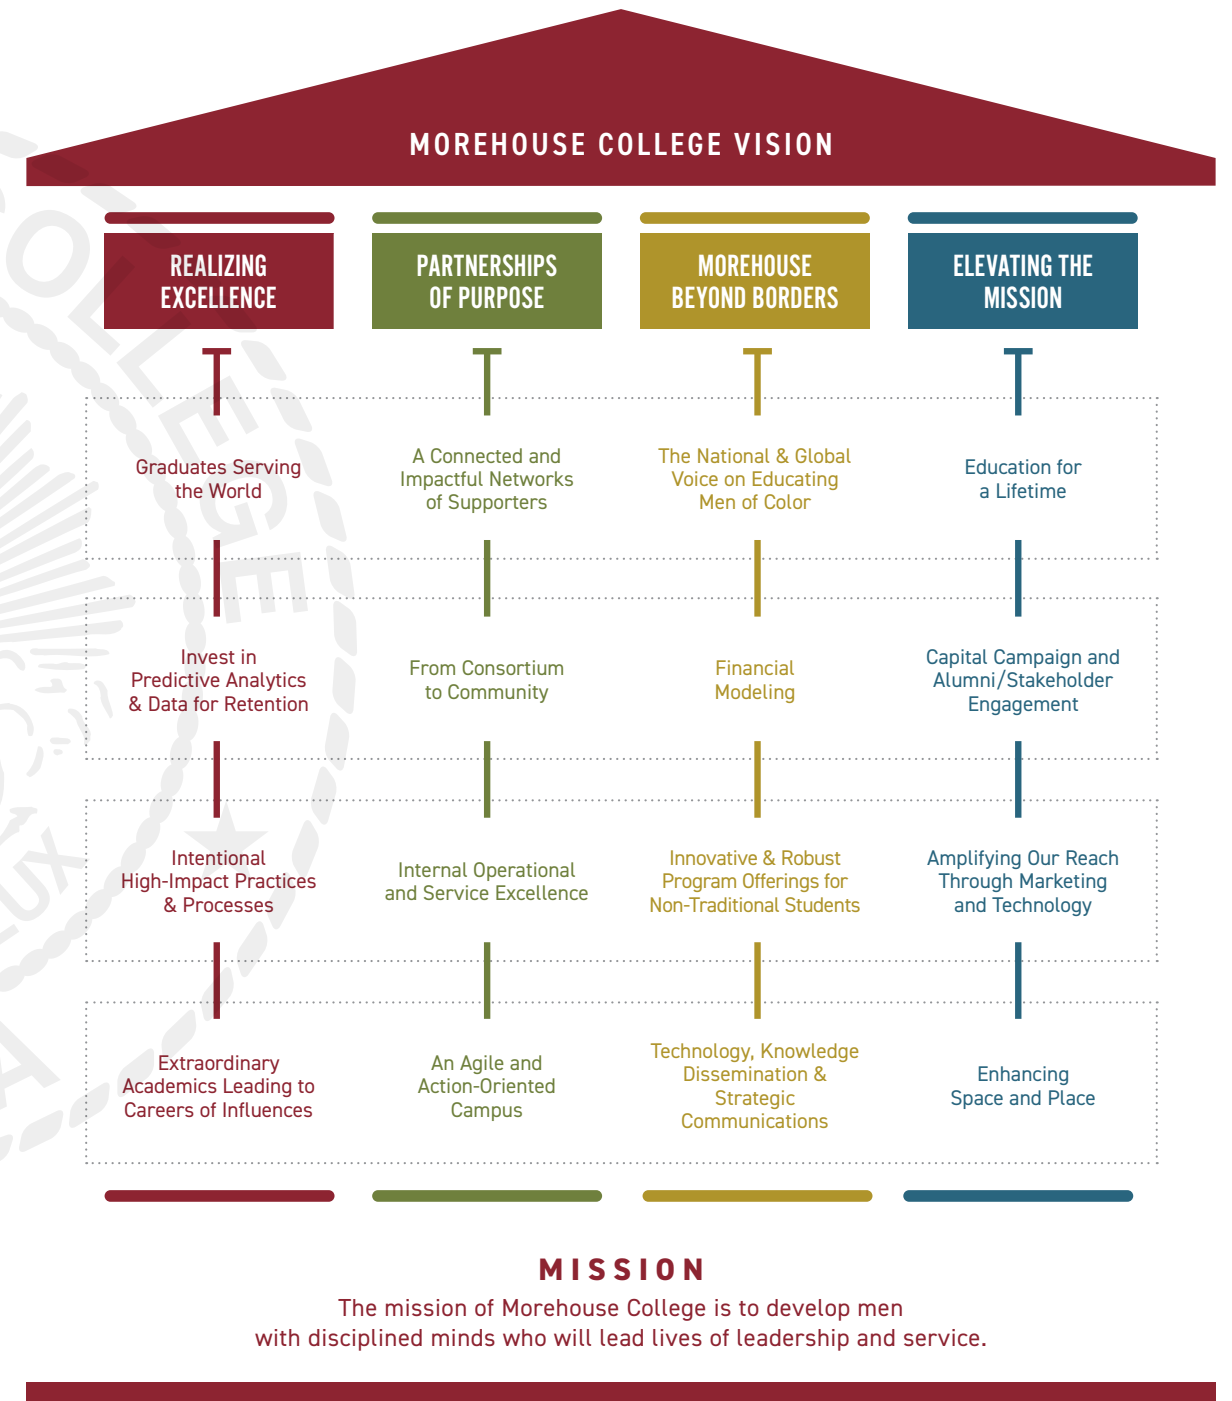 MOREHOUSE COLLEGE VISION
REALIZING
EXCELLENCE
PARTNERSHIPS
OF PURPOSE
MOREHOUSE
BEYOND BORDERS
ELEVATING THE
MISSION
Graduates Serving
the World
A Connected and
Impactful Networks
of Supporters
The National & Global
Voice on Educating
Men of Color
Education for
a Lifetime
Invest in
Predictive Analytics
& Data for Retention
From Consortium
to Community
Financial
Modeling
Capital Campaign and
Alumni/Stakeholder
Engagement
Intentional
High-Impact Practices
& Processes
Internal Operational
and Service Excellence
Innovative & Robust
Program Offerings for
Non-Traditional Students
Amplifying Our Reach
Through Marketing
and Technology
Extraordinary
Academics Leading to
Careers of Influences
An Agile and
Action-Oriented
Campus
Technology, Knowledge
Dissemination &
Strategic
Communications
Enhancing
Space and Place
MISSION
The mission of Morehouse College is to develop men
with disciplined minds who will lead lives of leadership and service.
COLLEGE